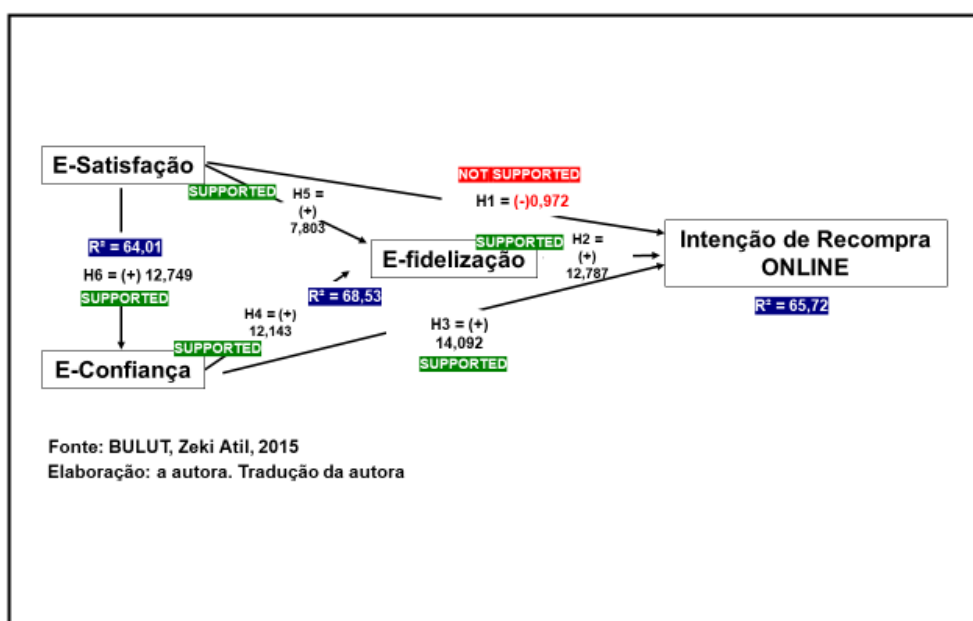 E-Satisfação
NOT SUPPORTED
SUPPORTED
H5 =
(+)
7,803
H1 = (-)0,972
R² = 64,01
H6 = (+) 12,749
SUPPORTED
E-fidelização
SUPPORTED
H2 =
(+)
12,787
Intenção de Recompra
ONLINE
R² = 65,72
R² = 68,53
H4 = (+)
12,143
SUPPORTED
H3 = (+)
14,092
SUPPORTED
E-Confiança
Fonte: BULUT, Zeki Atil, 2015
Elaboração: a autora. Tradução da autora